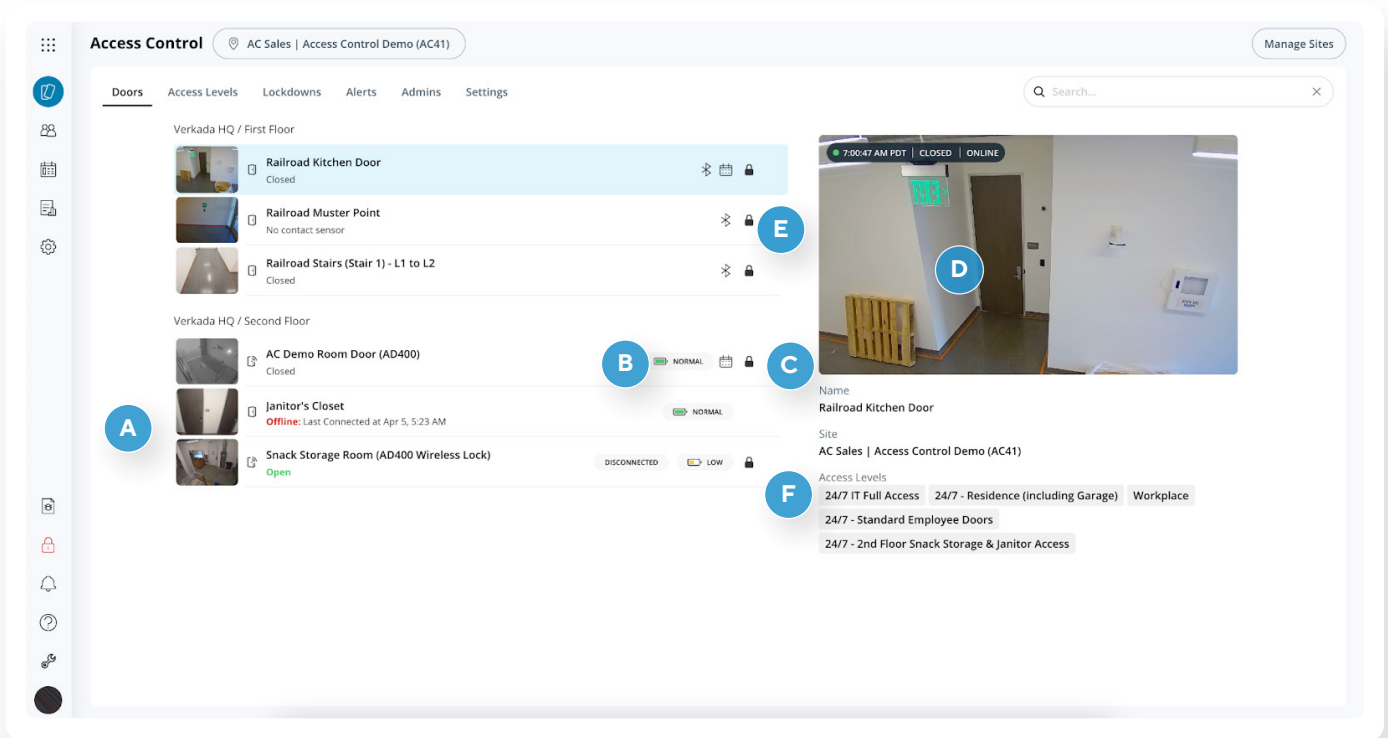 Access Control
AC Sales | Access Control Demo (AC41)
Manage Sites
Doors
Access Levels
Lockdowns
Alerts
Admins
Settings
Search...
Verkada HQ / First Floor
Railroad Kitchen Door
Closed
Railroad Muster Point
No contact sensor
E
Railroad Stairs (Stair 1) - L1 to L2
Closed
Verkada HQ / Second Floor
AC Demo Room Door (AD400)
Closed
B
NORMAL
C
A
Janitor's Closet
Offline: Last Connected at Apr 5, 5:23 AM
NORMAL
Snack Storage Room (AD400 Wireless Lock)
Open
DISCONNECTED
LOW
7:00:47 AM PDT | CLOSED | ONLINE
D
Name
Railroad Kitchen Door
Site
AC Sales | Access Control Demo (AC41)
Access Levels
F
24/7 IT Full Access
24/7 - Residence (including Garage)
Workplace
24/7 - Standard Employee Doors
24/7 - 2nd Floor Snack Storage & Janitor Access